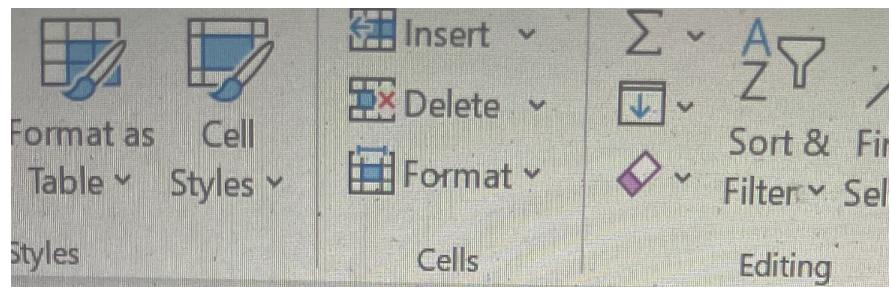 Format as
Table
Cell
Styles
Styles
Insert
Delete
Format
Cells
Sort &
Filter
Editing